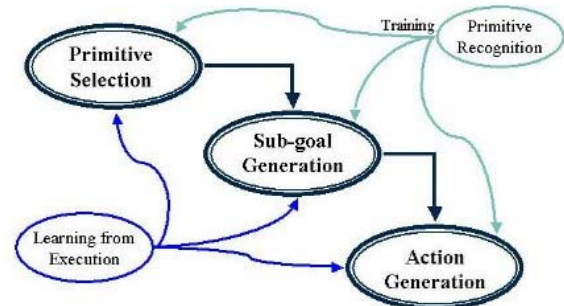 Training
Primitive
Recognition
Primitive
Selection
Sub-goal
Generation
Learning from
Execution
Action
Generation